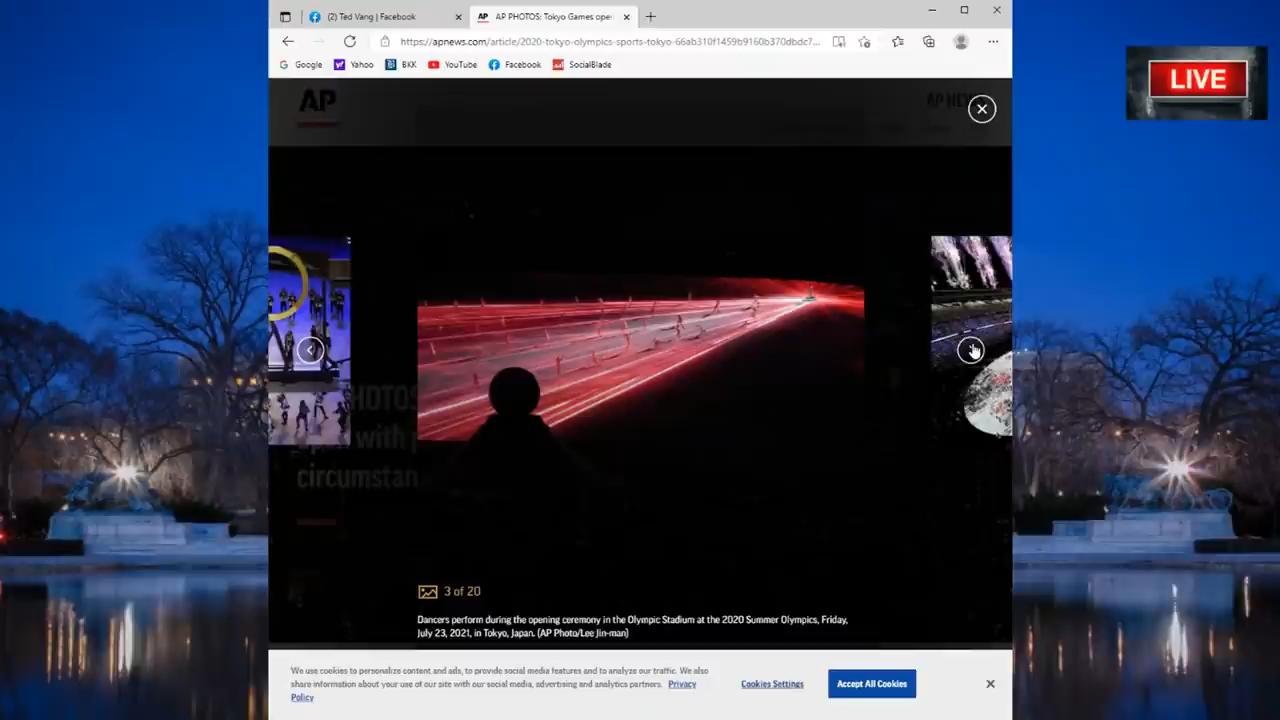 (2) Ted Vang | Facebook
AP PHOTOS: Tokyo Games ope
https://apnews.com/article/2020-tokyo-olympics-sports-tokyo-66ab310f1459b9160b370dbdc7...
Google Yahoo BKK YouTube Facebook SocialBlade
LIVE
AP
AP NE
HOTOS
with
circumstan
3 of 20
Dancers perform during the opening ceremony in the Olympic Stadium at the 2020 Summer Olympics, Friday,
July 23, 2021, in Tokyo, Japan. (AP Photo/Lee Jin-man)
We use cookies to personalize content and ads, to provide social media features and to analyze our traffic. We also
share information about your use of our site with our social media, advertising and analytics partners. Privacy
Policy
Cookies Settings
Accept All Cookies